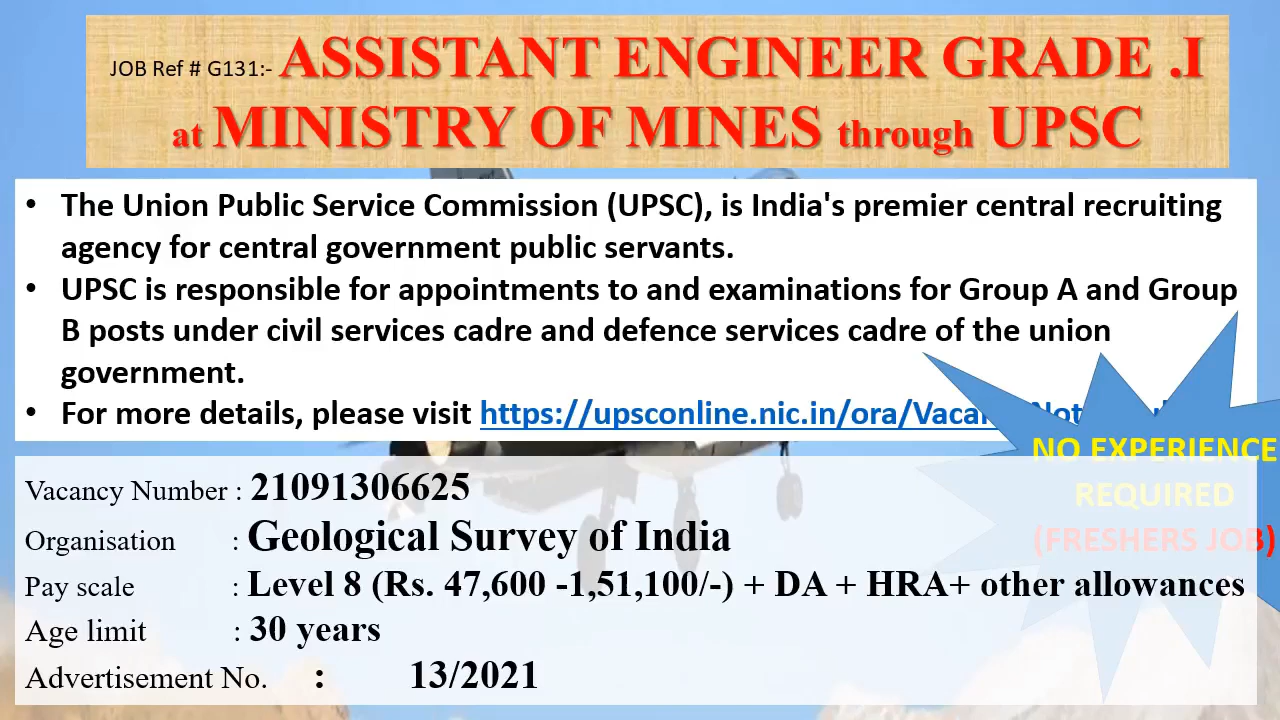 JOB Ref # G131:- ASSISTANT ENGINEER GRADE .I
at MINISTRY OF MINES through UPSC
• The Union Public Service Commission (UPSC), is India's premier central recruiting
agency for central government public servants.
• UPSC is responsible for appointments to and examinations for Group A and Group
B posts under civil services cadre and defence services cadre of the union
government.
• For more details, please visit https://upsconline.nic.in/ora/
NO EXPERIENCE
REQUIRED
(FRESHERS JOB)
Vacancy Number : 21091306625
Organisation : Geological Survey of India
Pay scale : Level 8 (Rs. 47,600 -1,51,100/-) + DA + HRA+ other allowances
Age limit : 30 years
Advertisement No. : 13/2021